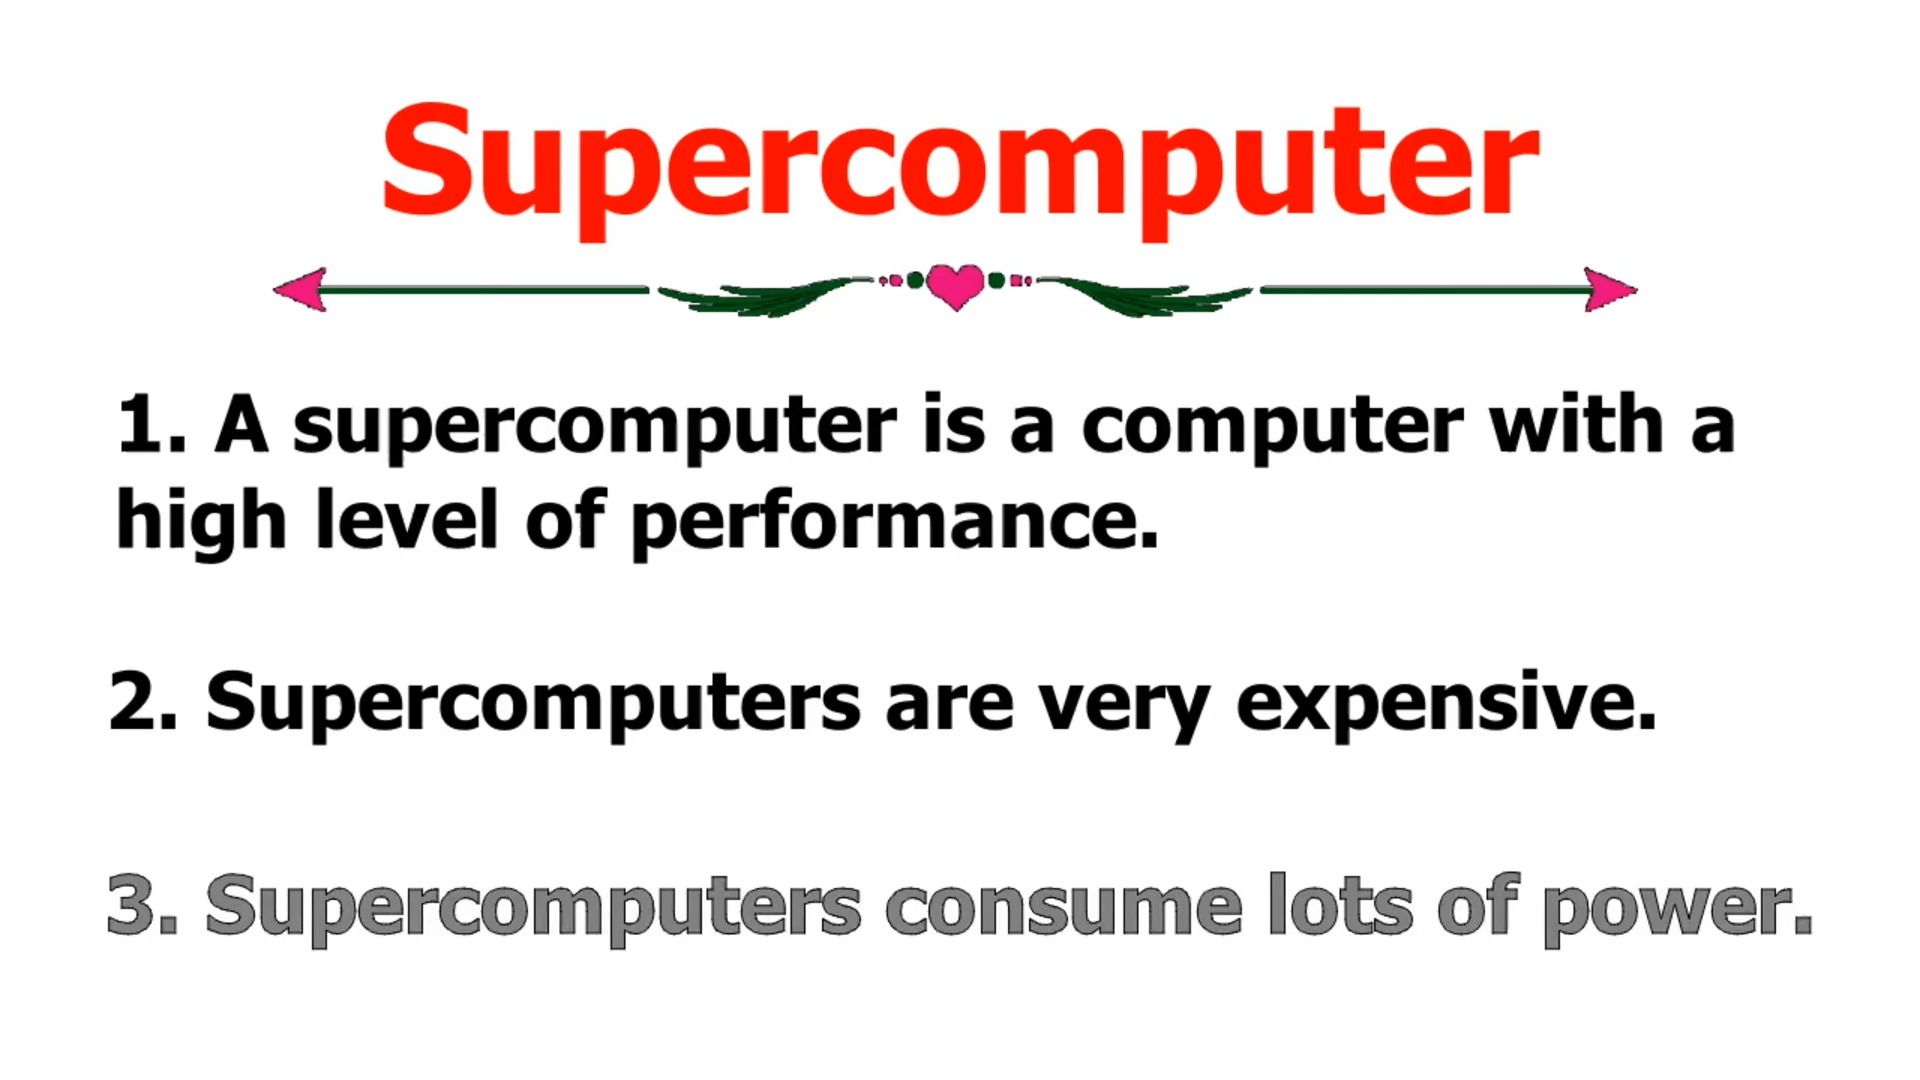 Supercomputer
1. A supercomputer is a computer with a
high level of performance.
2. Supercomputers are very expensive.
3. Supercomputers consume lots of power.